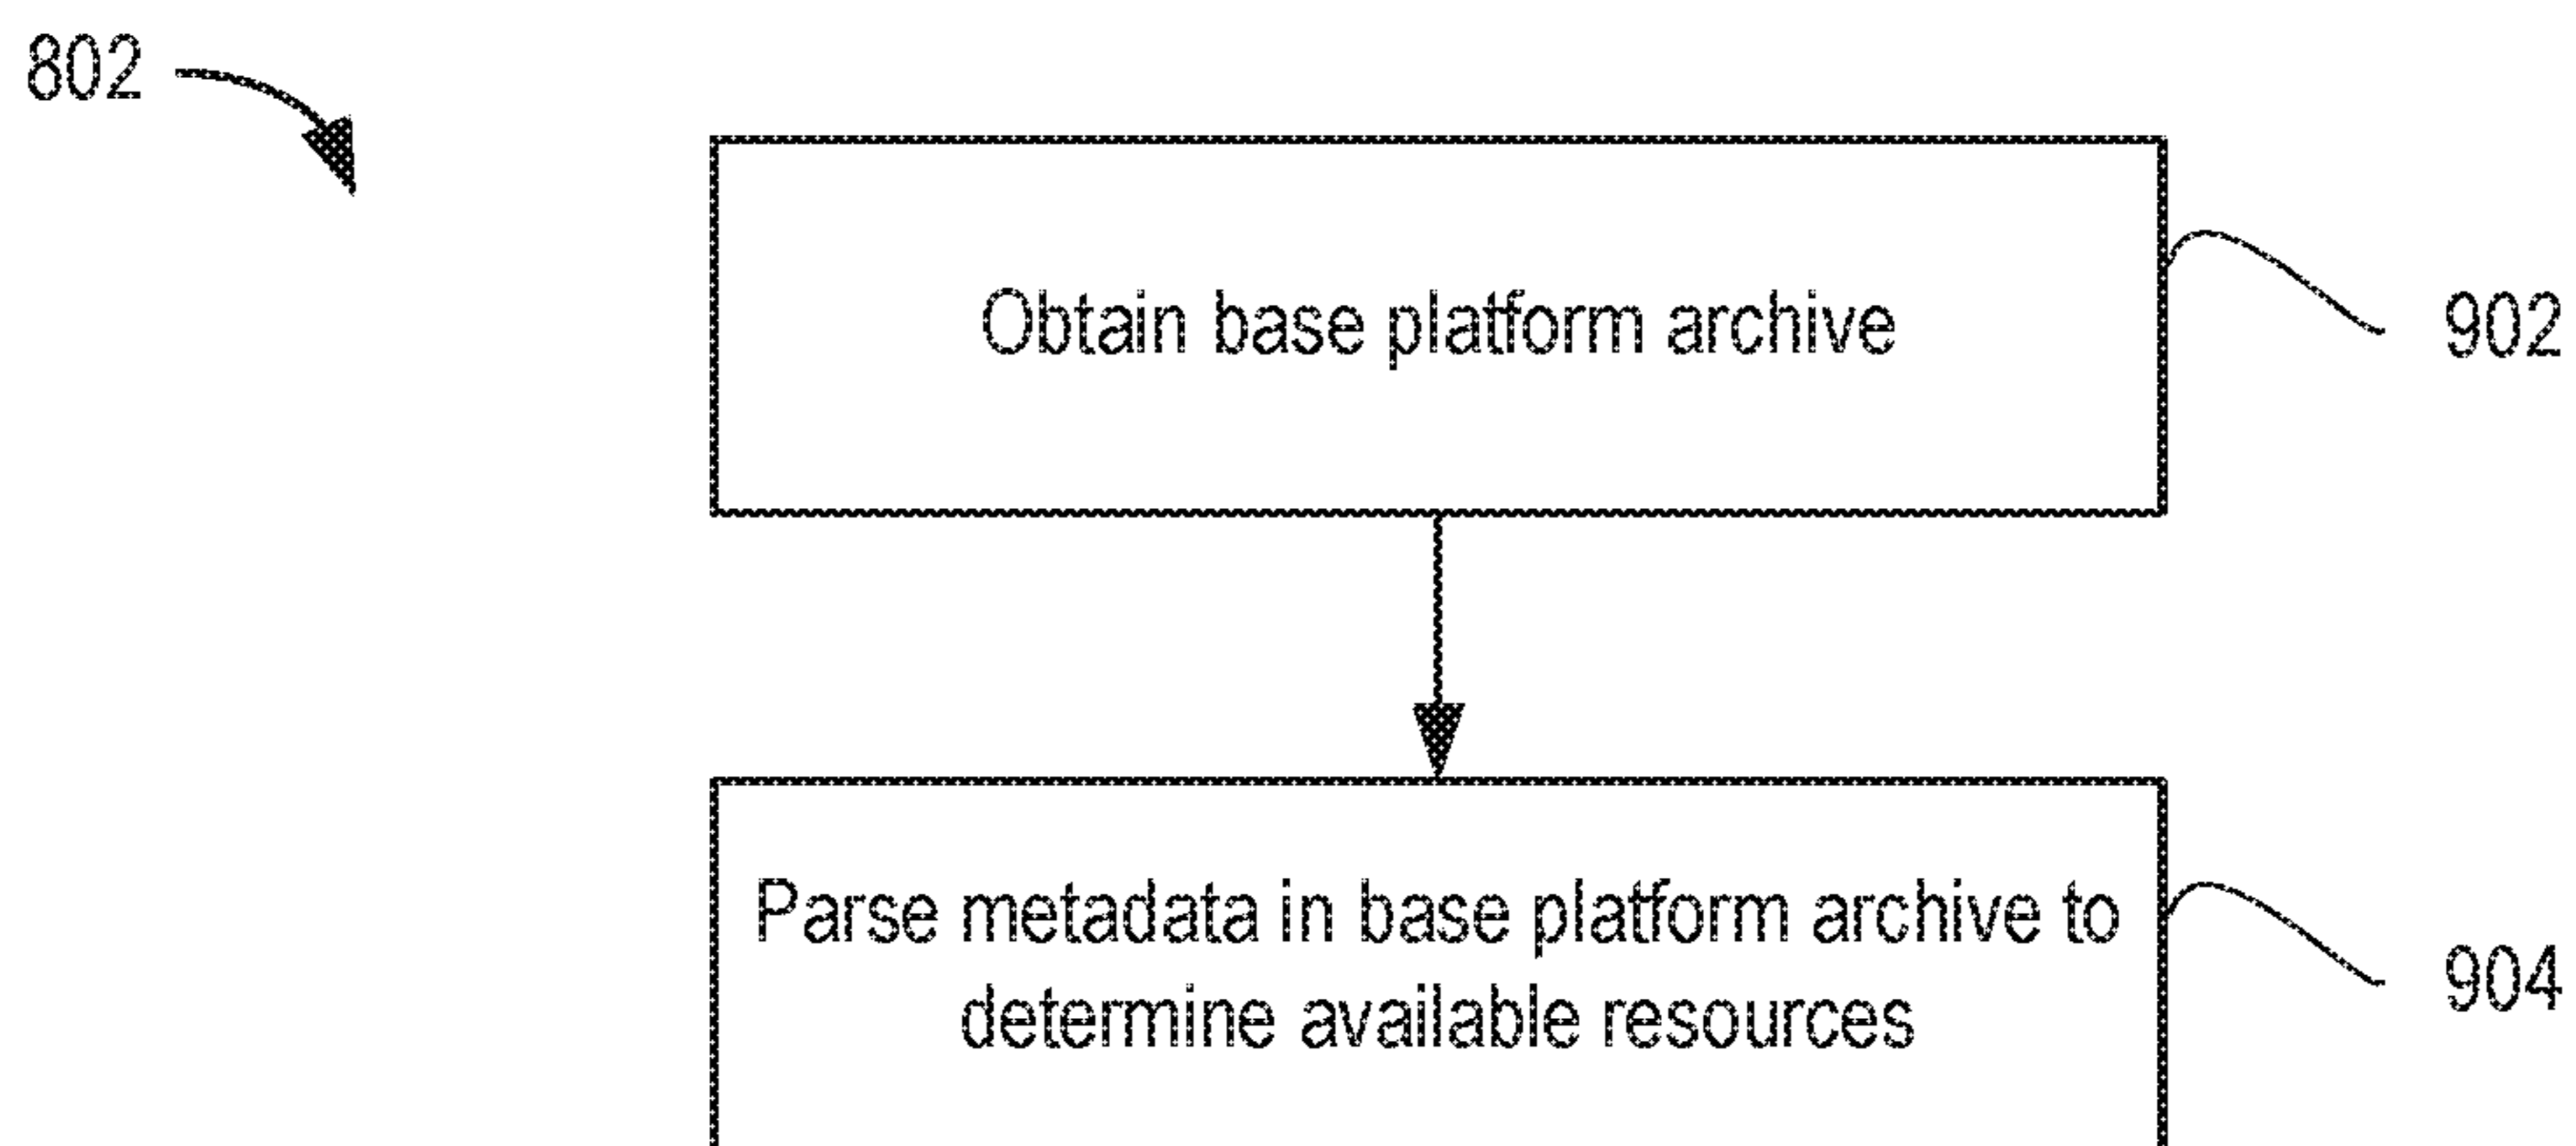 802
Obtain base platform archive
902
Parse metadata in base platform archive to
determine available resources
904